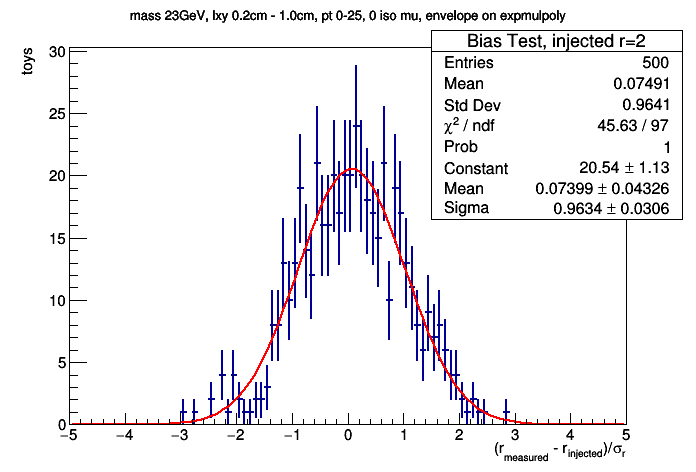 mass 23GeV, lxy 0.2cm - 1.0cm, pt 0-25, 0 iso mu, envelope on expmulpoly
Bias Test, injected r=2
Entries 500
Mean 0.07491
Std Dev 0.9641
χ² / ndf 45.63 / 97
Prob 1
Constant 20.54 ± 1.13
Mean 0.07399 ± 0.04326
Sigma 0.9634 ± 0.0306
toys
30
25
20
15
10
5
0
−5 −4 −3 −2 −1 0 1 2 3 4 5
(r_measured - r_injected)/σ_r